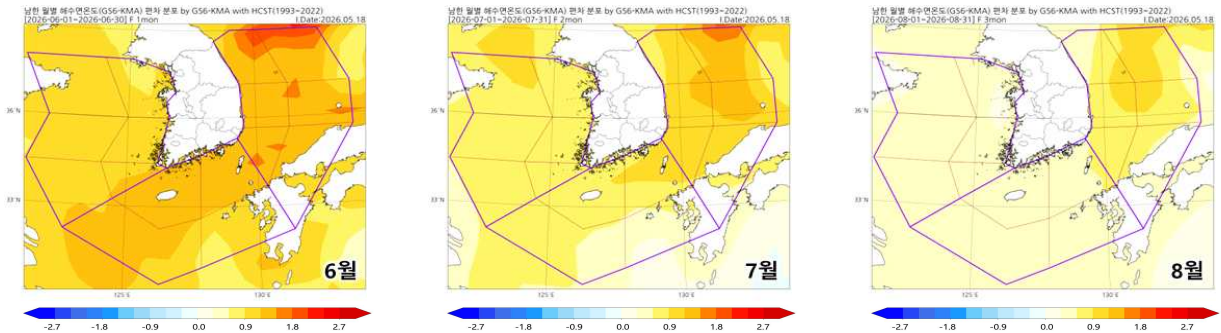 남한 월별 해수면온도(GS6-KMA) 편차 분포 by GS6-KMA with HCST(1993~2022)
[2026-06-01~2026-06-30] F 1mon I.Date:2026.05.18
36°N
33°N
6월
125°E 130°E
-2.7 -1.8 -0.9 0.0 0.9 1.8 2.7
남한 월별 해수면온도(GS6-KMA) 편차 분포 by GS6-KMA with HCST(1993~2022)
[2026-07-01~2026-07-31] F 2mon I.Date:2026.05.18
36°N
33°N
7월
125°E 130°E
-2.7 -1.8 -0.9 0.0 0.9 1.8 2.7
남한 월별 해수면온도(GS6-KMA) 편차 분포 by GS6-KMA with HCST(1993~2022)
[2026-08-01~2026-08-31] F 3mon I.Date:2026.05.18
36°N
33°N
8월
125°E 130°E
-2.7 -1.8 -0.9 0.0 0.9 1.8 2.7